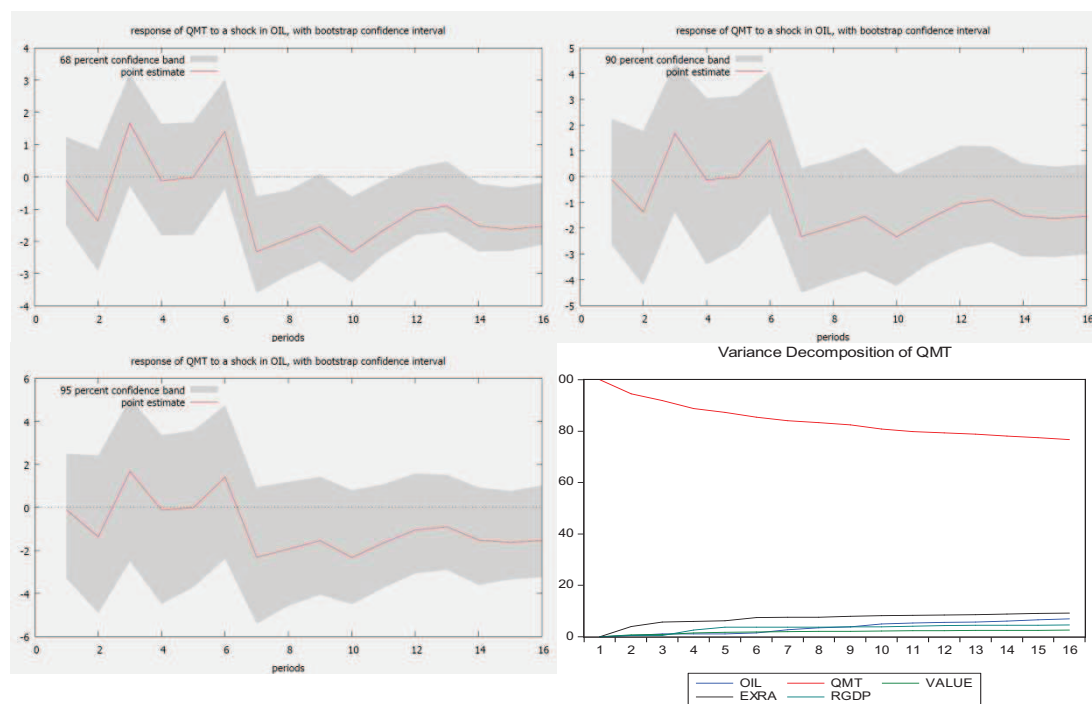 response of QMT to a shock in OIL, with bootstrap confidence interval
68 percent confidence band
point estimate
4
3
2
1
0
-1
-2
-3
-4
0 2 4 6 8 10 12 14 16
periods
response of QMT to a shock in OIL, with bootstrap confidence interval
90 percent confidence band
point estimate
5
4
3
2
1
0
-1
-2
-3
-4
-5
0 2 4 6 8 10 12 14 16
periods
response of QMT to a shock in OIL, with bootstrap confidence interval
95 percent confidence band
point estimate
6
4
2
0
-2
-4
-6
0 2 4 6 8 10 12 14 16
periods
Variance Decomposition of QMT
00
80
60
40
20
0
1 2 3 4 5 6 7 8 9 10 11 12 13 14 15 16
OIL QMT VALUE
EXRA RGDP